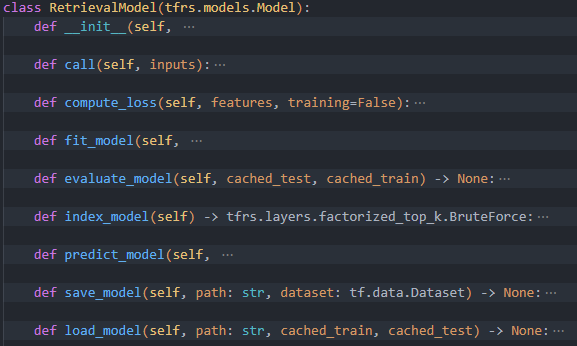 class RetrievalModel(tfrs.models.Model):
def __init__(self, ···
def call(self, inputs):···
def compute_loss(self, features, training=False):···
def fit_model(self, ···
def evaluate_model(self, cached_test, cached_train) -> None:···
def index_model(self) -> tfrs.layers.factorized_top_k.BruteForce:···
def predict_model(self, ···
def save_model(self, path: str, dataset: tf.data.Dataset) -> None:···
def load_model(self, path: str, cached_train, cached_test) -> None:···